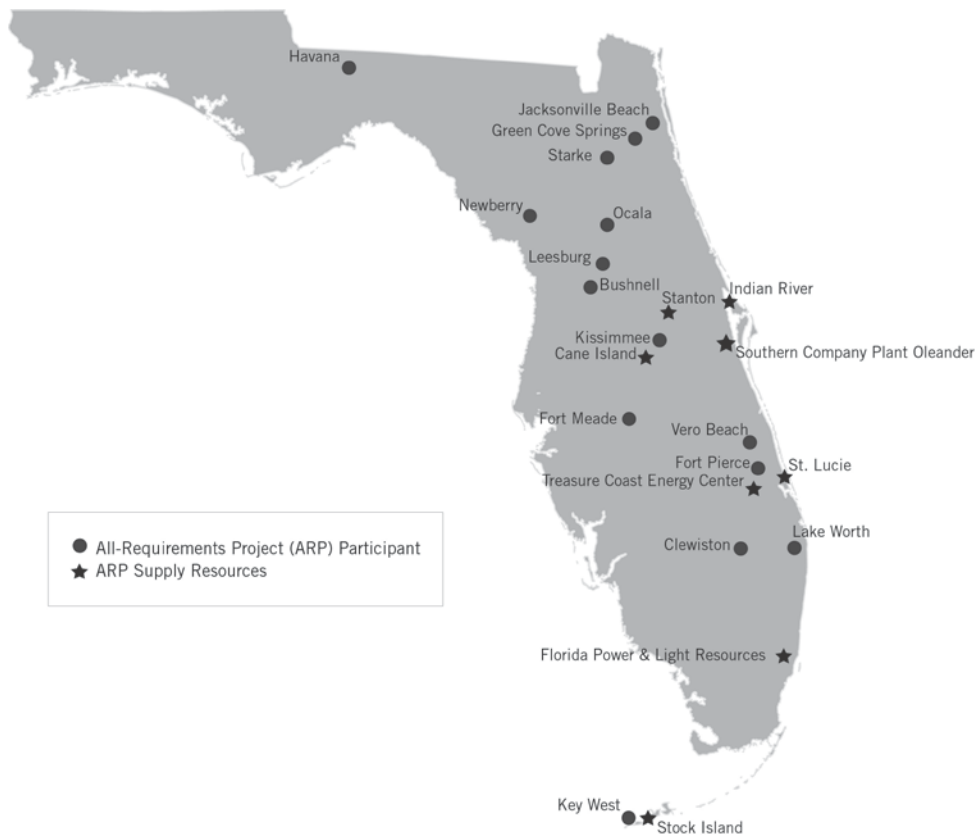 Havana
Jacksonville Beach
Green Cove Springs
Starke
Newberry
Ocala
Leesburg
Bushnell
Stanton
Indian River
Kissimmee
Cane Island
Southern Company Plant Oleander
Fort Meade
Vero Beach
Fort Pierce
St. Lucie
Treasure Coast Energy Center
Lake Worth
Clewiston
All-Requirements Project (ARP) Participant
ARP Supply Resources
Florida Power & Light Resources
Key West
Stock Island